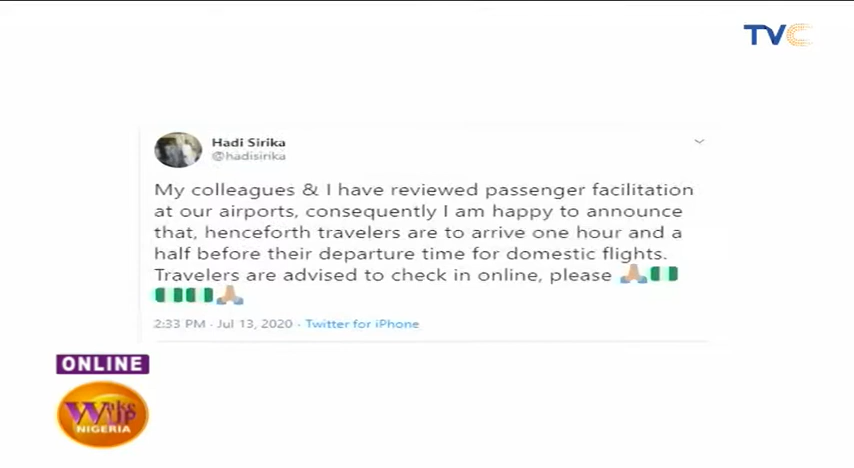 TVC
Hadi Sirika
@hadisirika
My colleagues & I have reviewed passenger facilitation
at our airports, consequently I am happy to announce
that, henceforth travelers are to arrive one hour and a
half before their departure time for domestic flights.
Travelers are advised to check in online, please 🙏🏼🇳🇬
🇳🇬🇳🇬🙏🏼
2:33 PM · Jul 13, 2020 · Twitter for iPhone
ONLINE
Wake
UP
NIGERIA